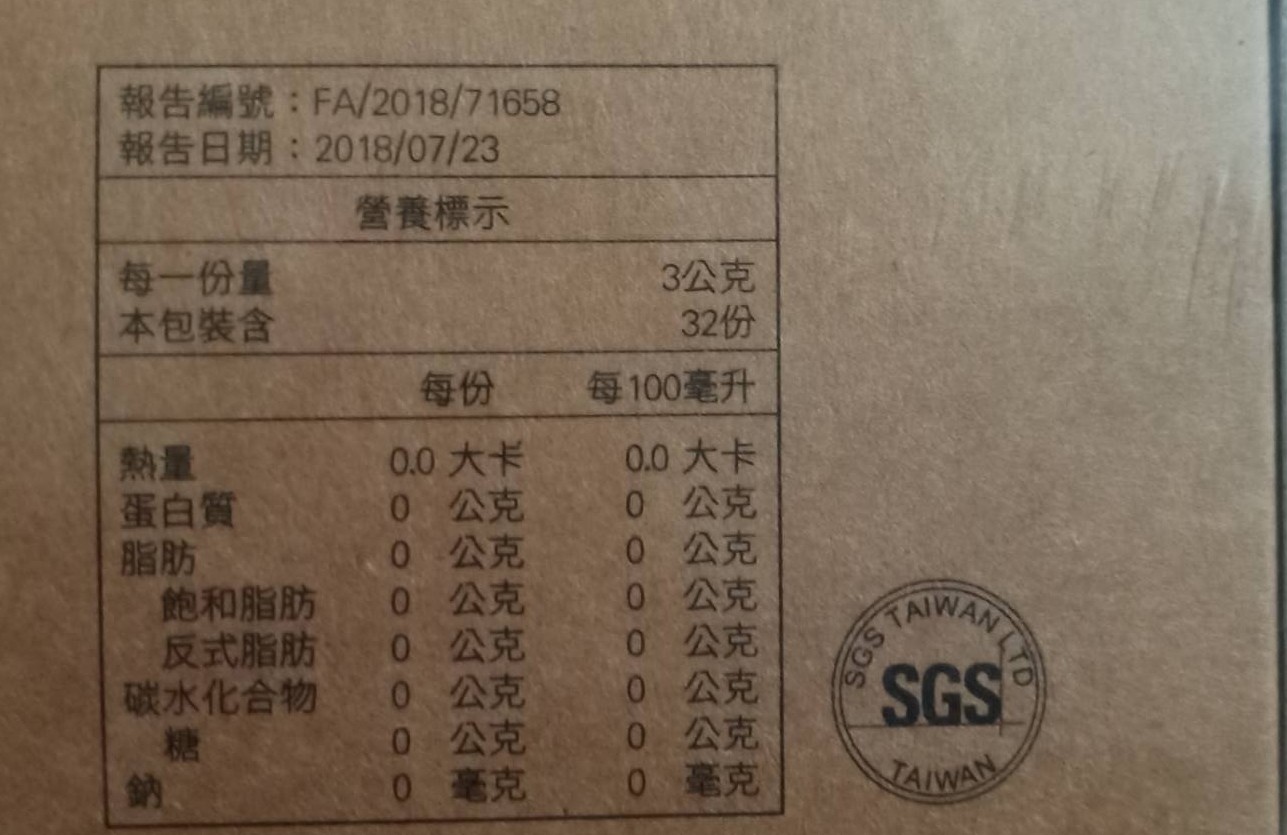 報告編號：FA/2018/71658
報告日期：2018/07/23
營養標示
每一份量 3公克
本包裝含 32份
每份 每100毫升
熱量 0.0 大卡 0.0 大卡
蛋白質 0 公克 0 公克
脂肪 0 公克 0 公克
飽和脂肪 0 公克 0 公克
反式脂肪 0 公克 0 公克
碳水化合物 0 公克 0 公克
糖 0 公克 0 公克
鈉 0 毫克 0 毫克
SGS TAIWAN LTD
SGS
TAIWAN